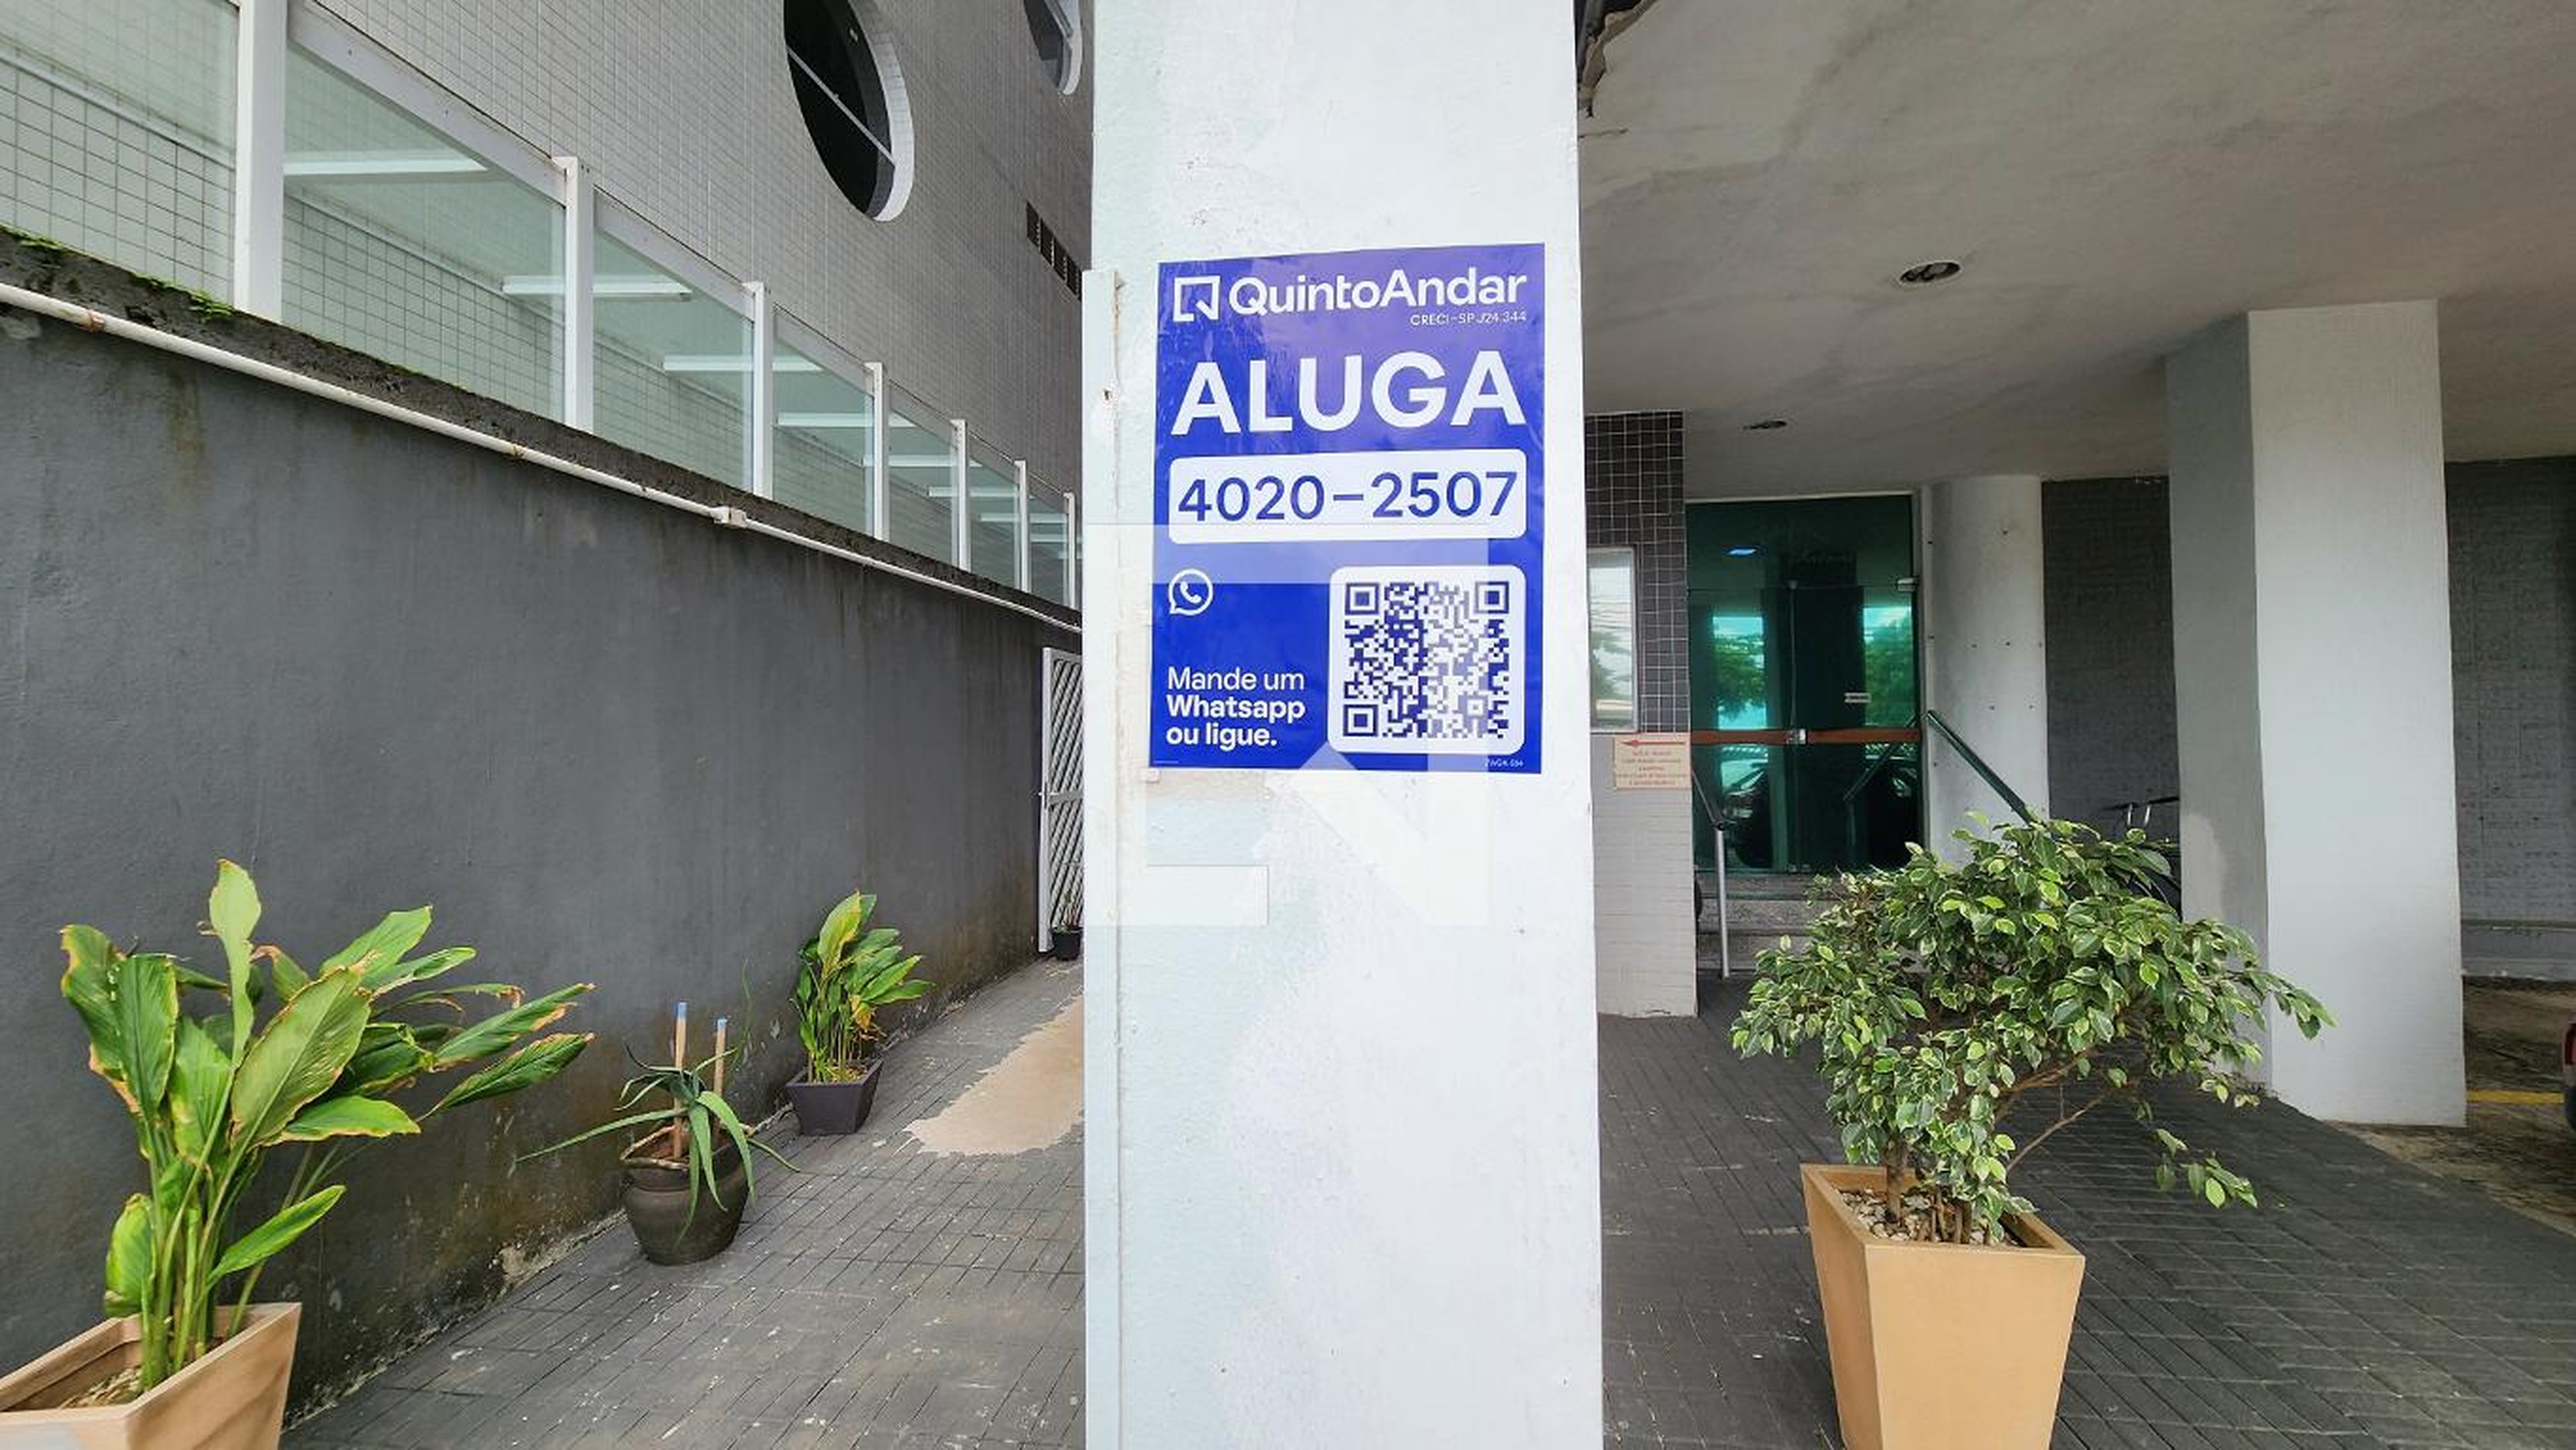 QuintoAndar
CRECI-SP J24.344
ALUGA
4020-2507
Mande um
Whatsapp
ou ligue.